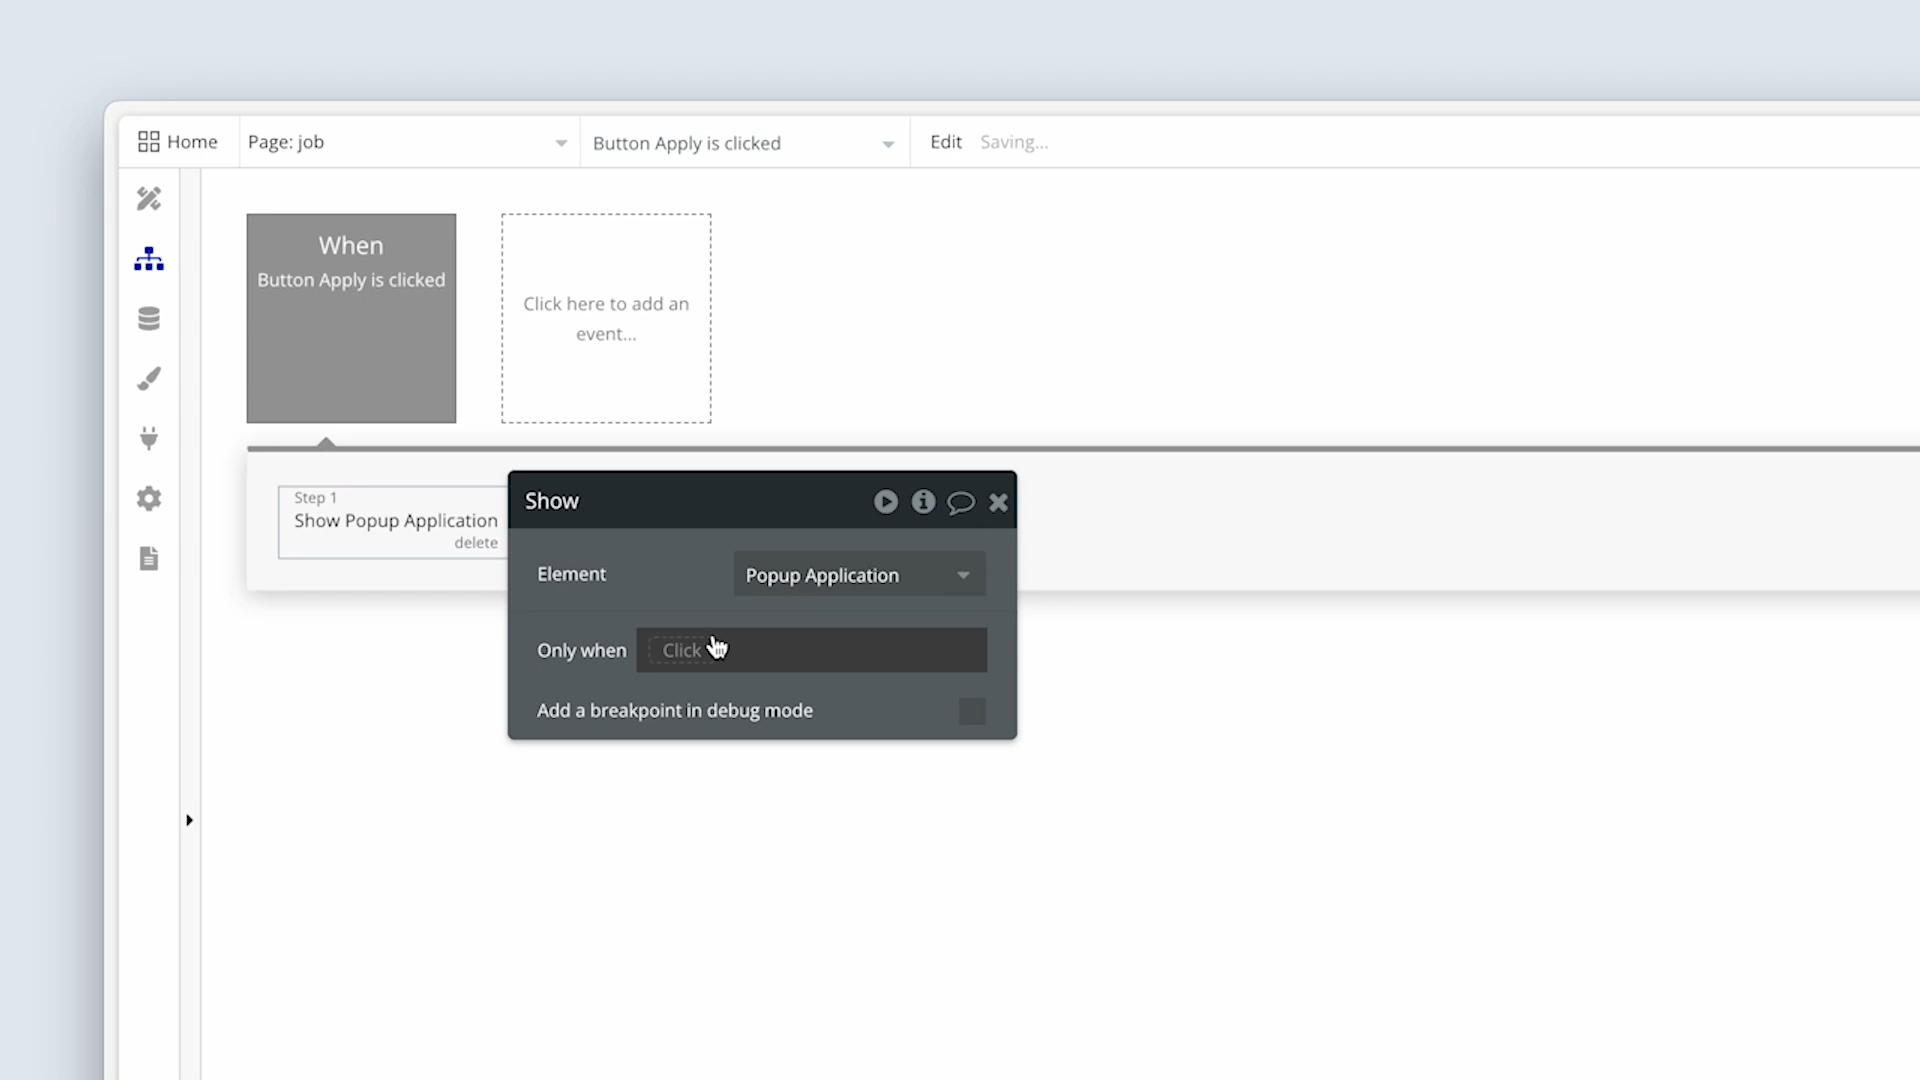 Home
Page: job
Button Apply is clicked
Edit
Saving...
When
Button Apply is clicked
Click here to add an
event...
Step 1
Show Popup Application
delete
Show
Element
Popup Application
Only when
Click
Add a breakpoint in debug mode